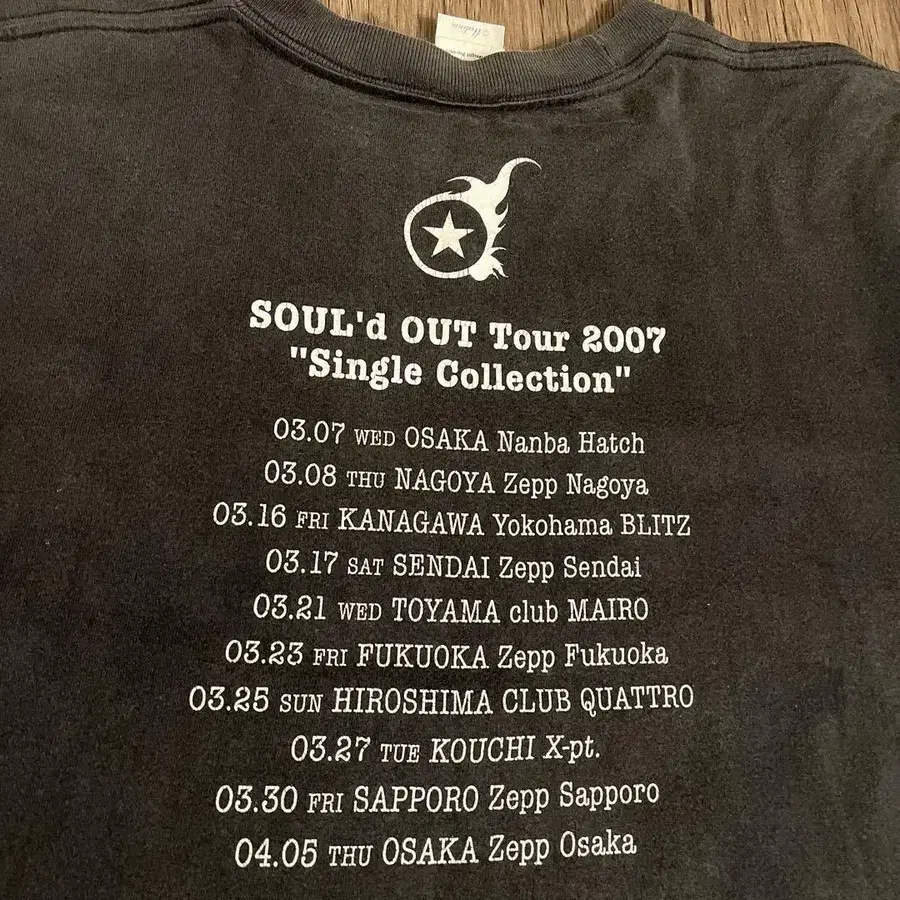 SOUL'd OUT Tour 2007
"Single Collection"
03.07 WED OSAKA Nanba Hatch
03.08 THU NAGOYA Zepp Nagoya
03.16 FRI KANAGAWA Yokohama BLITZ
03.17 SAT SENDAI Zepp Sendai
03.21 WED TOYAMA club MAIRO
03.23 FRI FUKUOKA Zepp Fukuoka
03.25 SUN HIROSHIMA CLUB QUATTRO
03.27 TUE KOUCHI X-pt.
03.30 FRI SAPPORO Zepp Sapporo
04.05 THU OSAKA Zepp Osaka